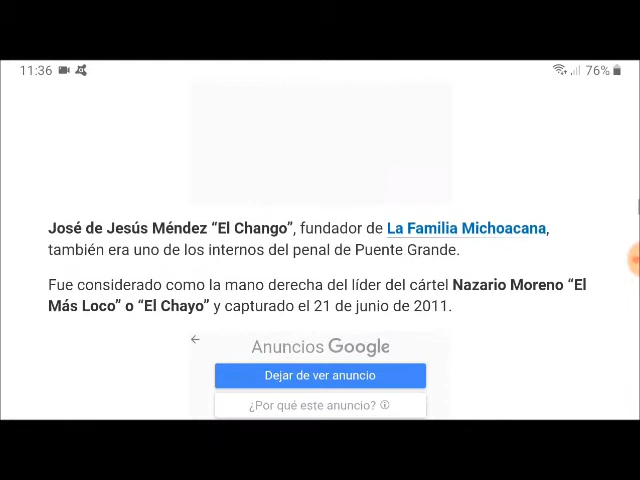 11:36
76%
José de Jesús Méndez “El Chango”, fundador de La Familia Michoacana,
también era uno de los internos del penal de Puente Grande.
Fue considerado como la mano derecha del líder del cártel Nazario Moreno “El
Más Loco” o “El Chayo” y capturado el 21 de junio de 2011.
Anuncios Google
Dejar de ver anuncio
¿Por qué este anuncio?